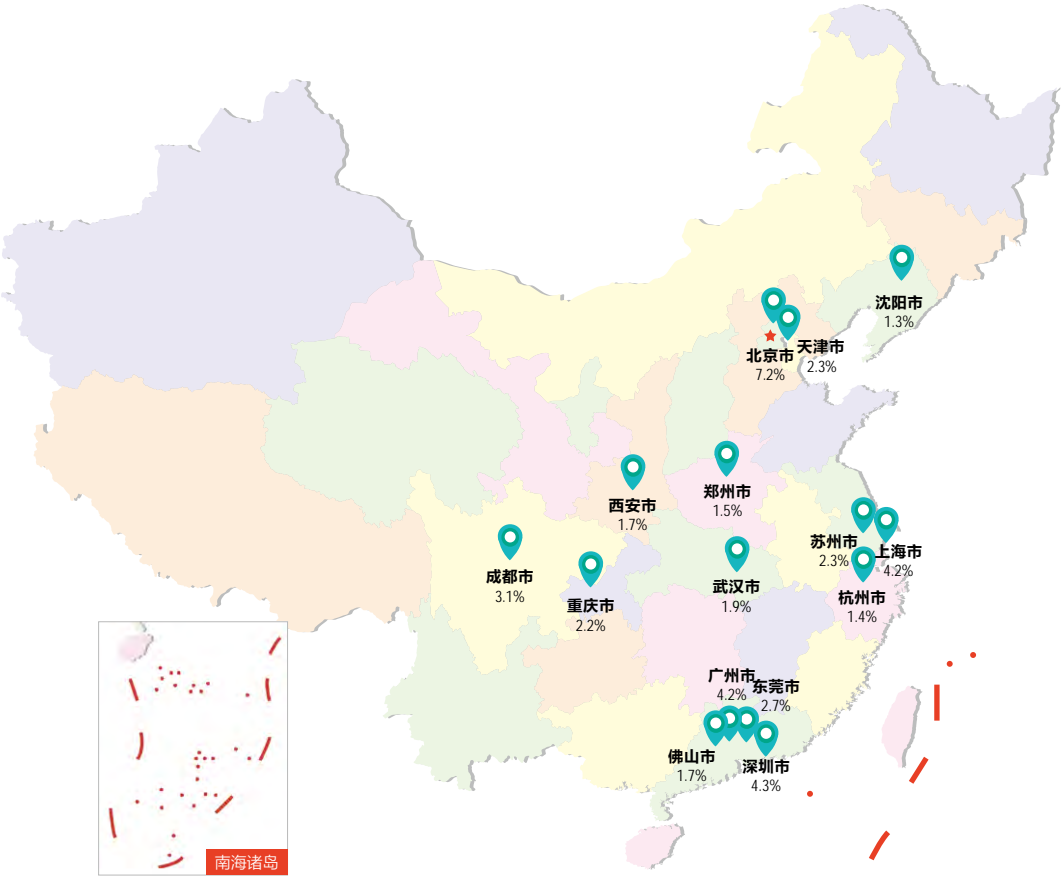 沈阳市
1.3%
天津市
2.3%
北京市
7.2%
郑州市
1.5%
西安市
1.7%
苏州市
2.3%
上海市
4.2%
成都市
3.1%
武汉市
1.9%
杭州市
1.4%
重庆市
2.2%
广州市
4.2%
东莞市
2.7%
佛山市
1.7%
深圳市
4.3%
南海诸岛